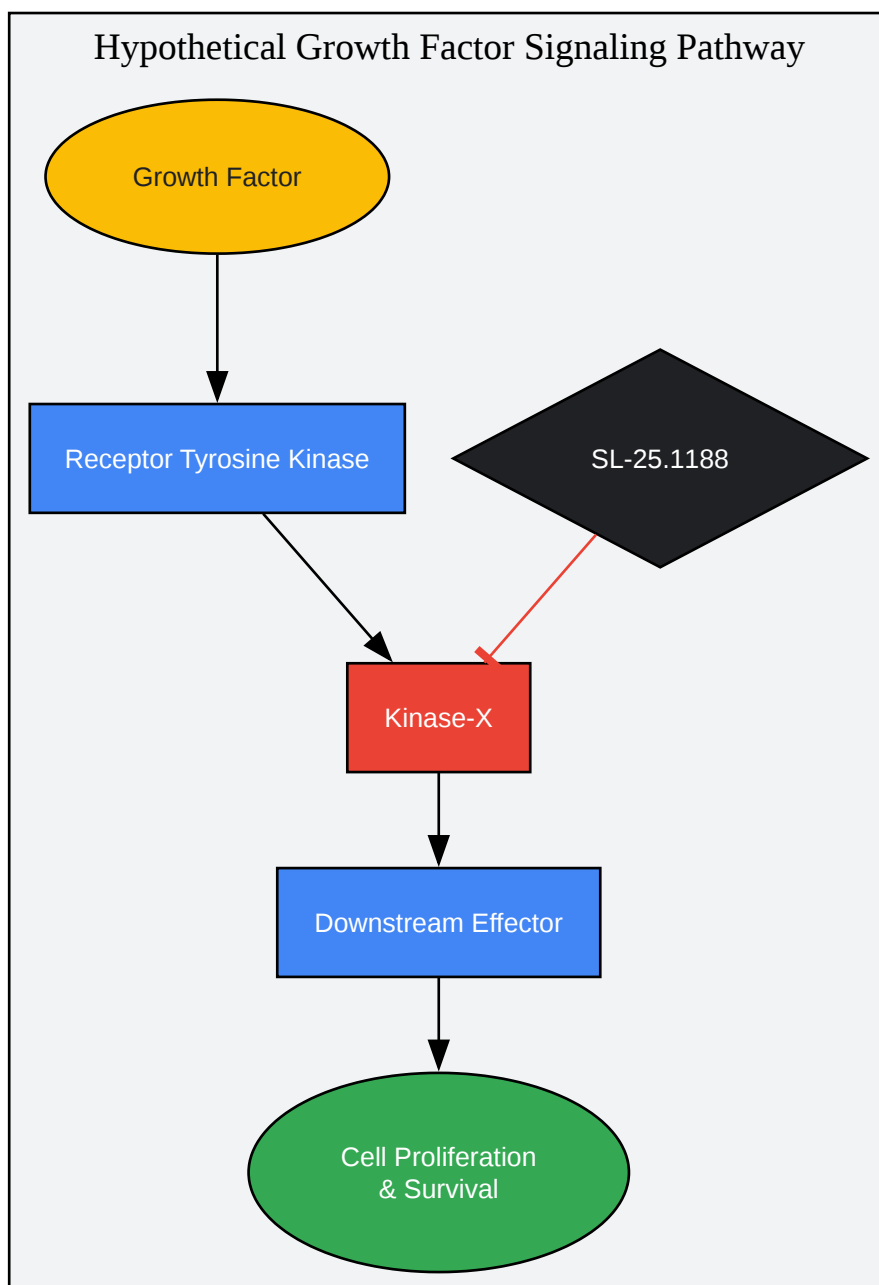 Hypothetical Growth Factor Signaling Pathway
Growth Factor
Receptor Tyrosine Kinase
SL-25.1188
Kinase-X
Downstream Effector
Cell Proliferation
& Survival